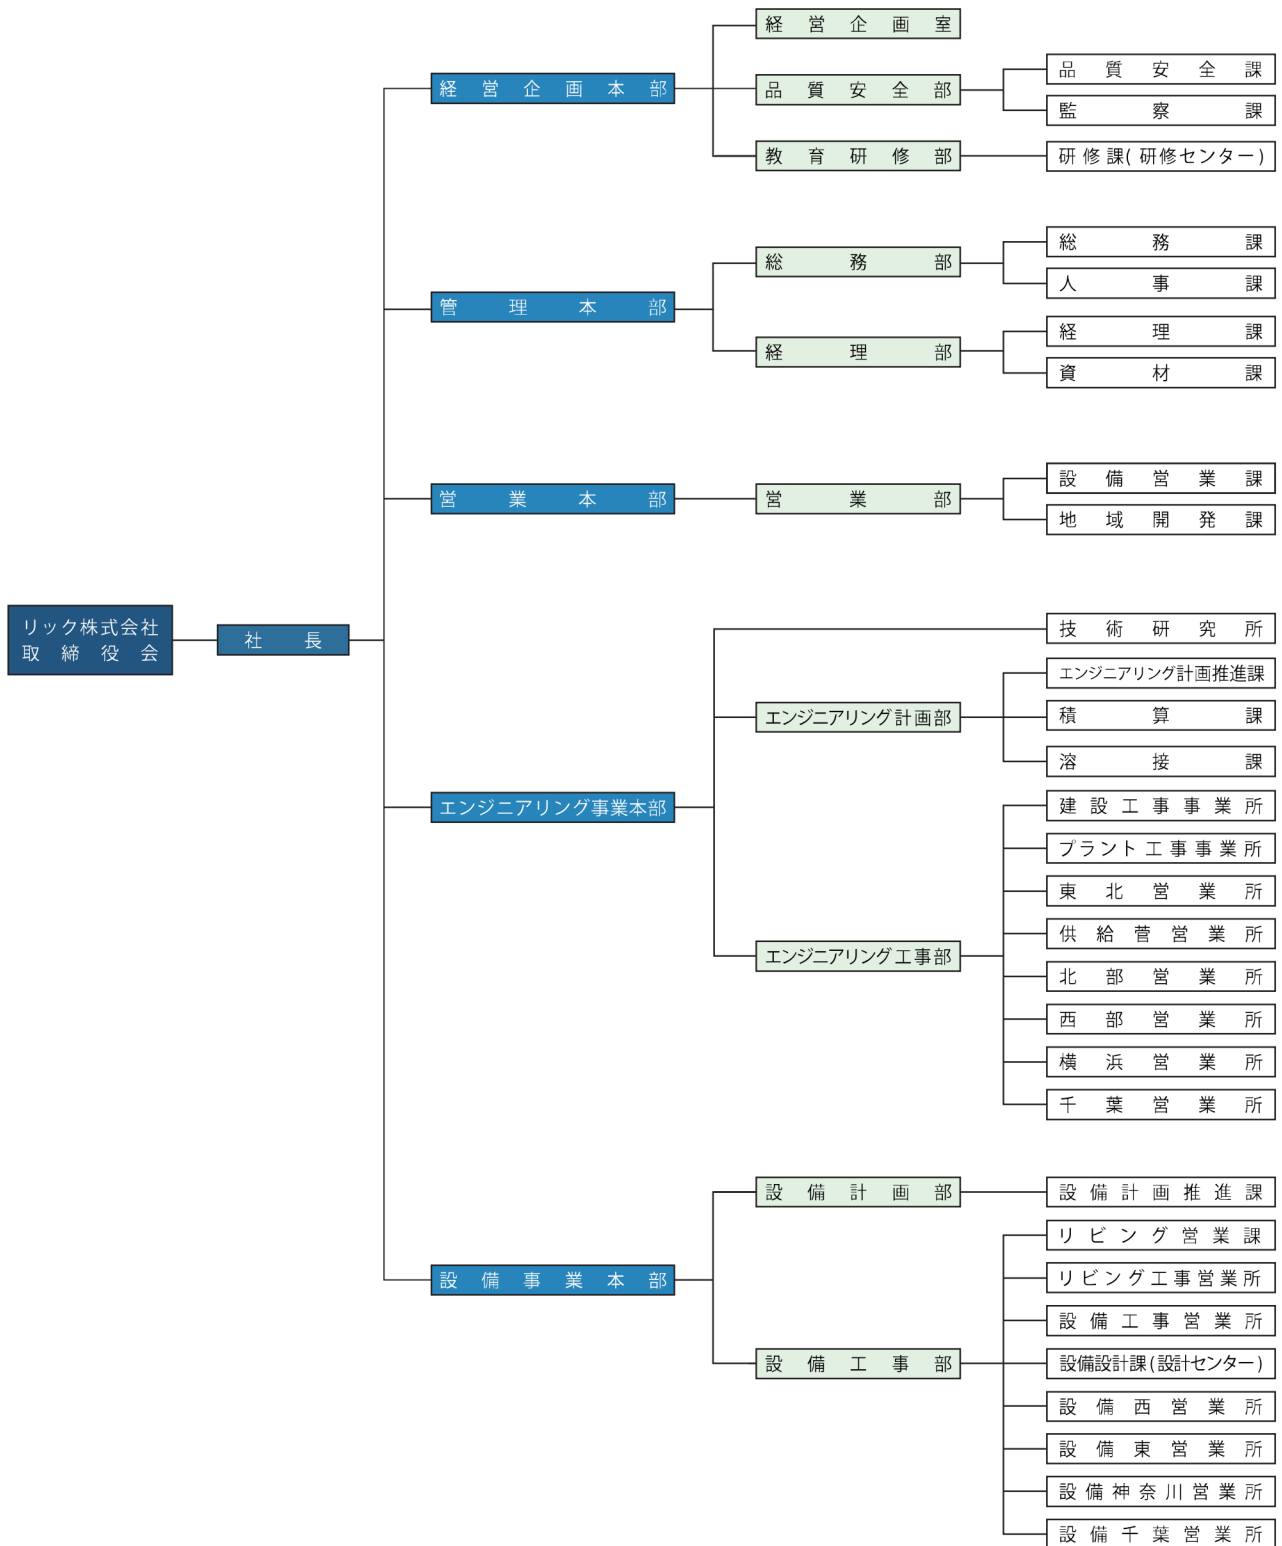 リック株式会社
取締役会
社長
経営企画本部
経営企画室
品質安全部
品質安全課
監察課
教育研修部
研修課(研修センター)
管理本部
総務部
総務課
人事課
経理部
経理課
資材課
営業本部
営業部
設備営業課
地域開発課
エンジニアリング事業本部
技術研究所
エンジニアリング計画部
エンジニアリング計画推進課
積算課
溶接課
エンジニアリング工事部
建設工事事業所
プラント工事事業所
東北営業所
供給菅営業所
北部営業所
西部営業所
横浜営業所
千葉営業所
設備事業本部
設備計画部
設備計画推進課
設備工事部
リビング営業課
リビング工事営業所
設備工事営業所
設備設計課(設計センター)
設備西営業所
設備東営業所
設備神奈川営業所
設備千葉営業所